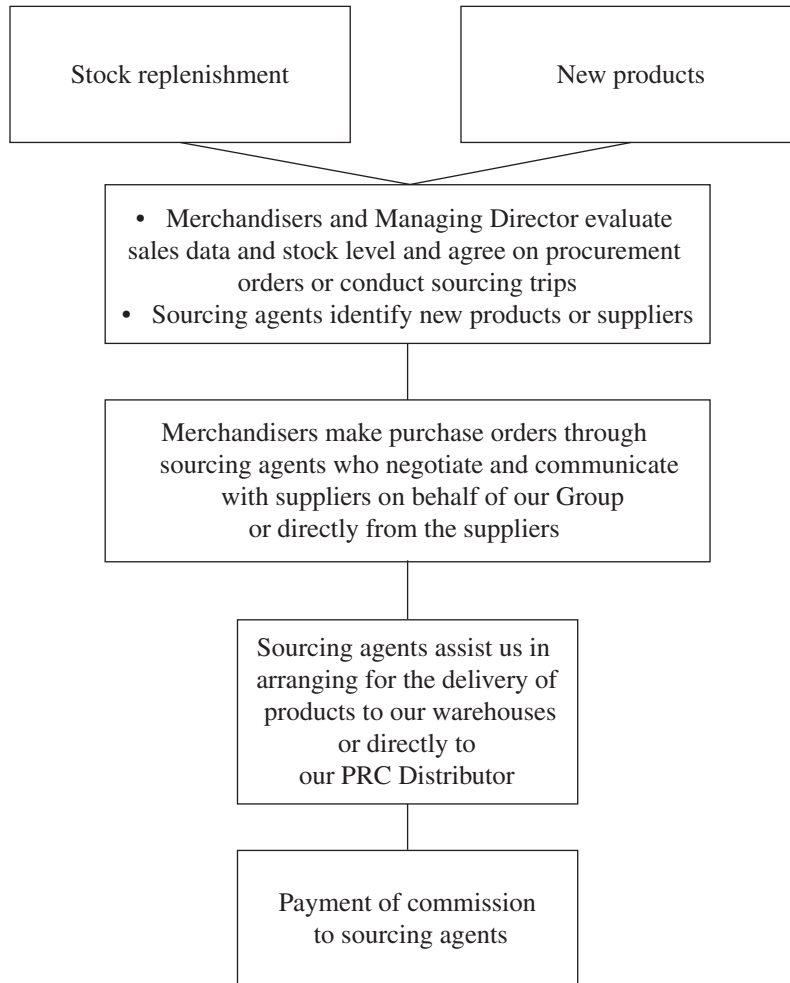 Stock replenishment
New products
• Merchandisers and Managing Director evaluate
sales data and stock level and agree on procurement
orders or conduct sourcing trips
• Sourcing agents identify new products or suppliers
Merchandisers make purchase orders through
sourcing agents who negotiate and communicate
with suppliers on behalf of our Group
or directly from the suppliers
Sourcing agents assist us in
arranging for the delivery of
products to our warehouses
or directly to
our PRC Distributor
Payment of commission
to sourcing agents